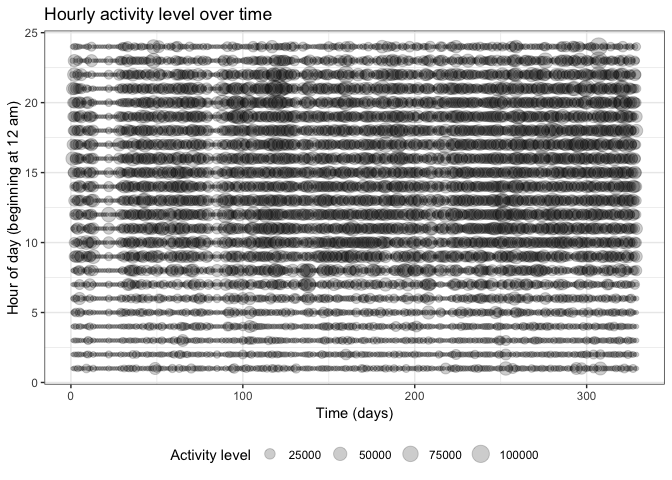 Hourly activity level over time
25
20
15
10
5
0
Hour of day (beginning at 12 am)
0 100 200 300
Time (days)
Activity level 25000 50000 75000 100000